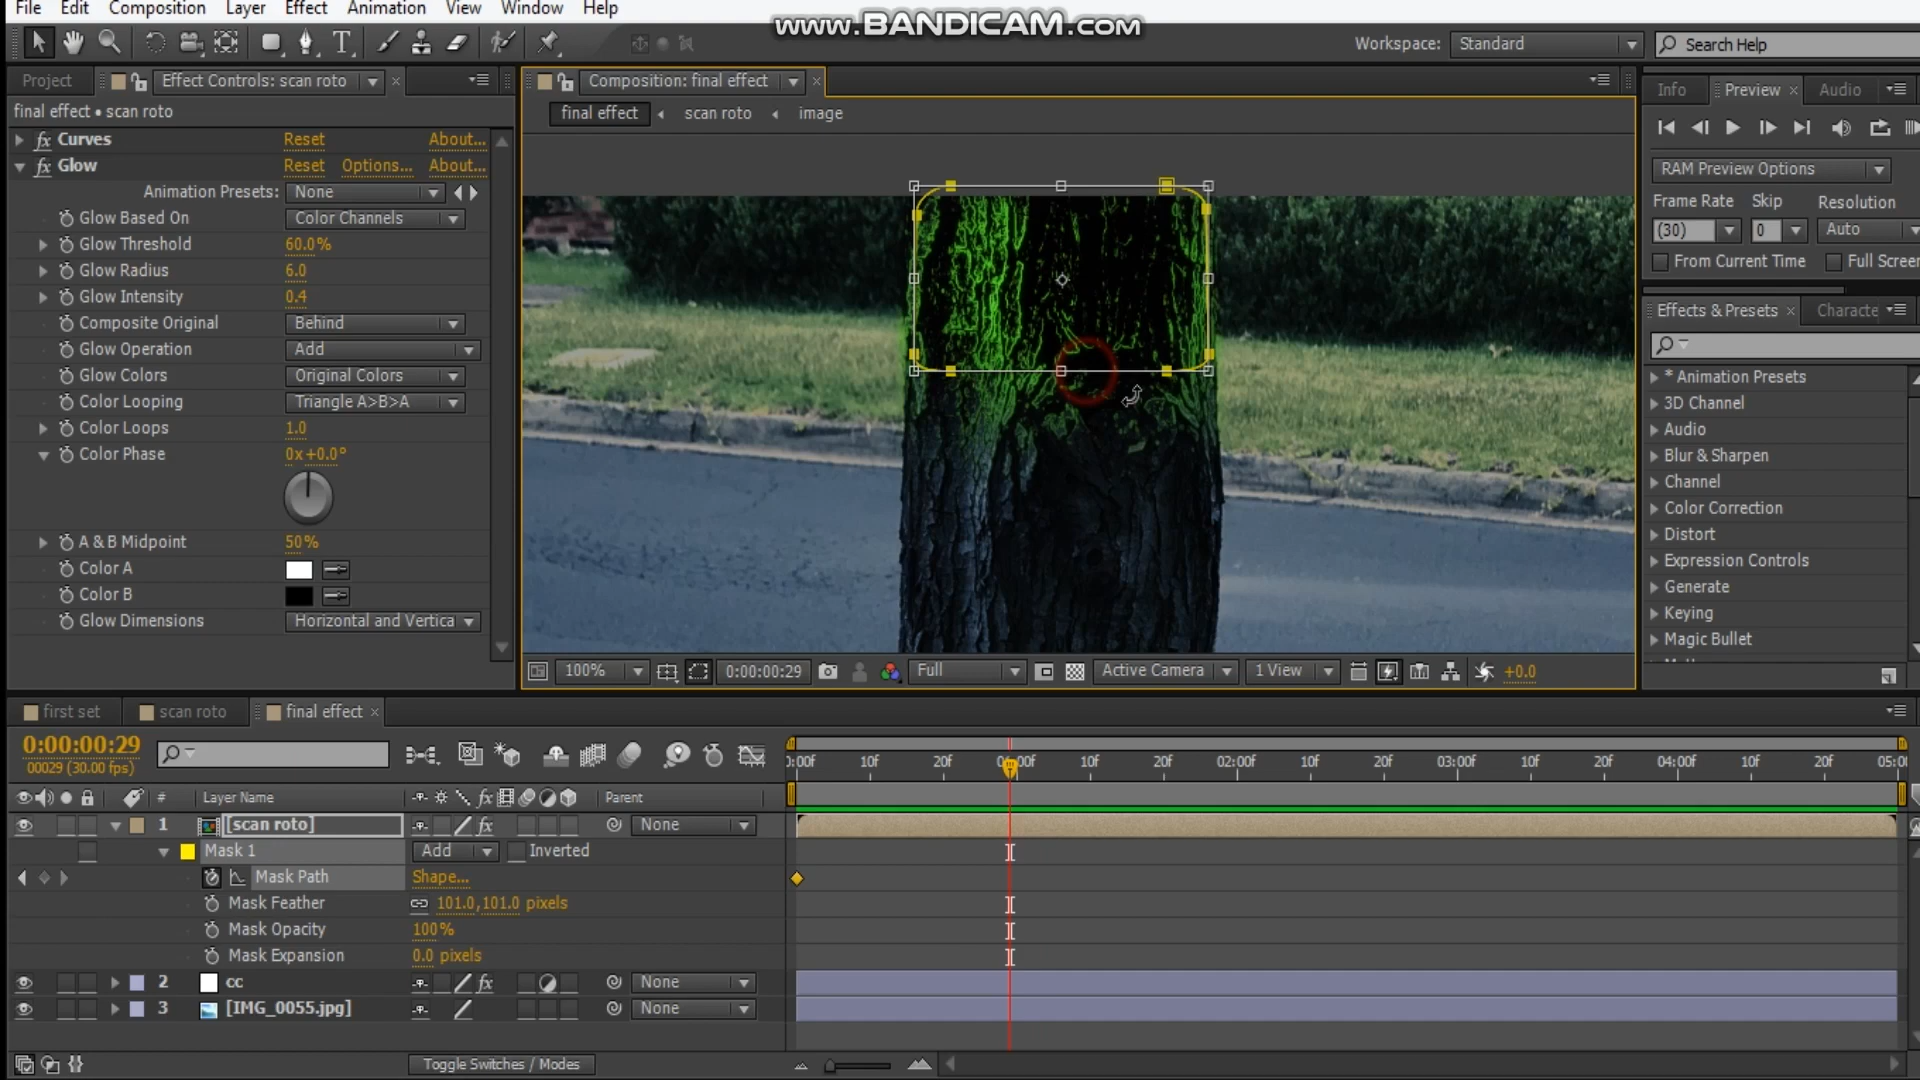 File Edit Composition Layer Effect Animation View Window Help
www.BANDICAM.com
Workspace: Standard Search Help
Project Effect Controls: scan roto
final effect • scan roto
Curves Reset About...
Glow Reset Options... About...
Animation Presets: None
Glow Based On Color Channels
Glow Threshold 60.0%
Glow Radius 6.0
Glow Intensity 0.4
Composite Original Behind
Glow Operation Add
Glow Colors Original Colors
Color Looping Triangle A>B>A
Color Loops 1.0
Color Phase 0x+0.0°
A & B Midpoint 50%
Color A
Color B
Glow Dimensions Horizontal and Vertica
Composition: final effect
final effect scan roto image
100% 0:00:00:29 Full Active Camera 1 View +0.0
Info Preview Audio
RAM Preview Options
Frame Rate Skip Resolution
(30) 0 Auto
From Current Time Full Screen
Effects & Presets Characte
* Animation Presets
3D Channel
Audio
Blur & Sharpen
Channel
Color Correction
Distort
Expression Controls
Generate
Keying
Magic Bullet
first set scan roto final effect
0:00:00:29
00029 (30.00 fps)
0:00f 10f 20f 00f 10f 20f 02:00f 10f 20f 03:00f 10f 20f 04:00f 10f 20f 05:00
# Layer Name fx Parent
1 [scan roto] fx None
Mask 1 Add Inverted
Mask Path Shape...
Mask Feather 101.0,101.0 pixels
Mask Opacity 100%
Mask Expansion 0.0 pixels
2 cc fx None
3 [IMG_0055.jpg] None
Toggle Switches / Modes